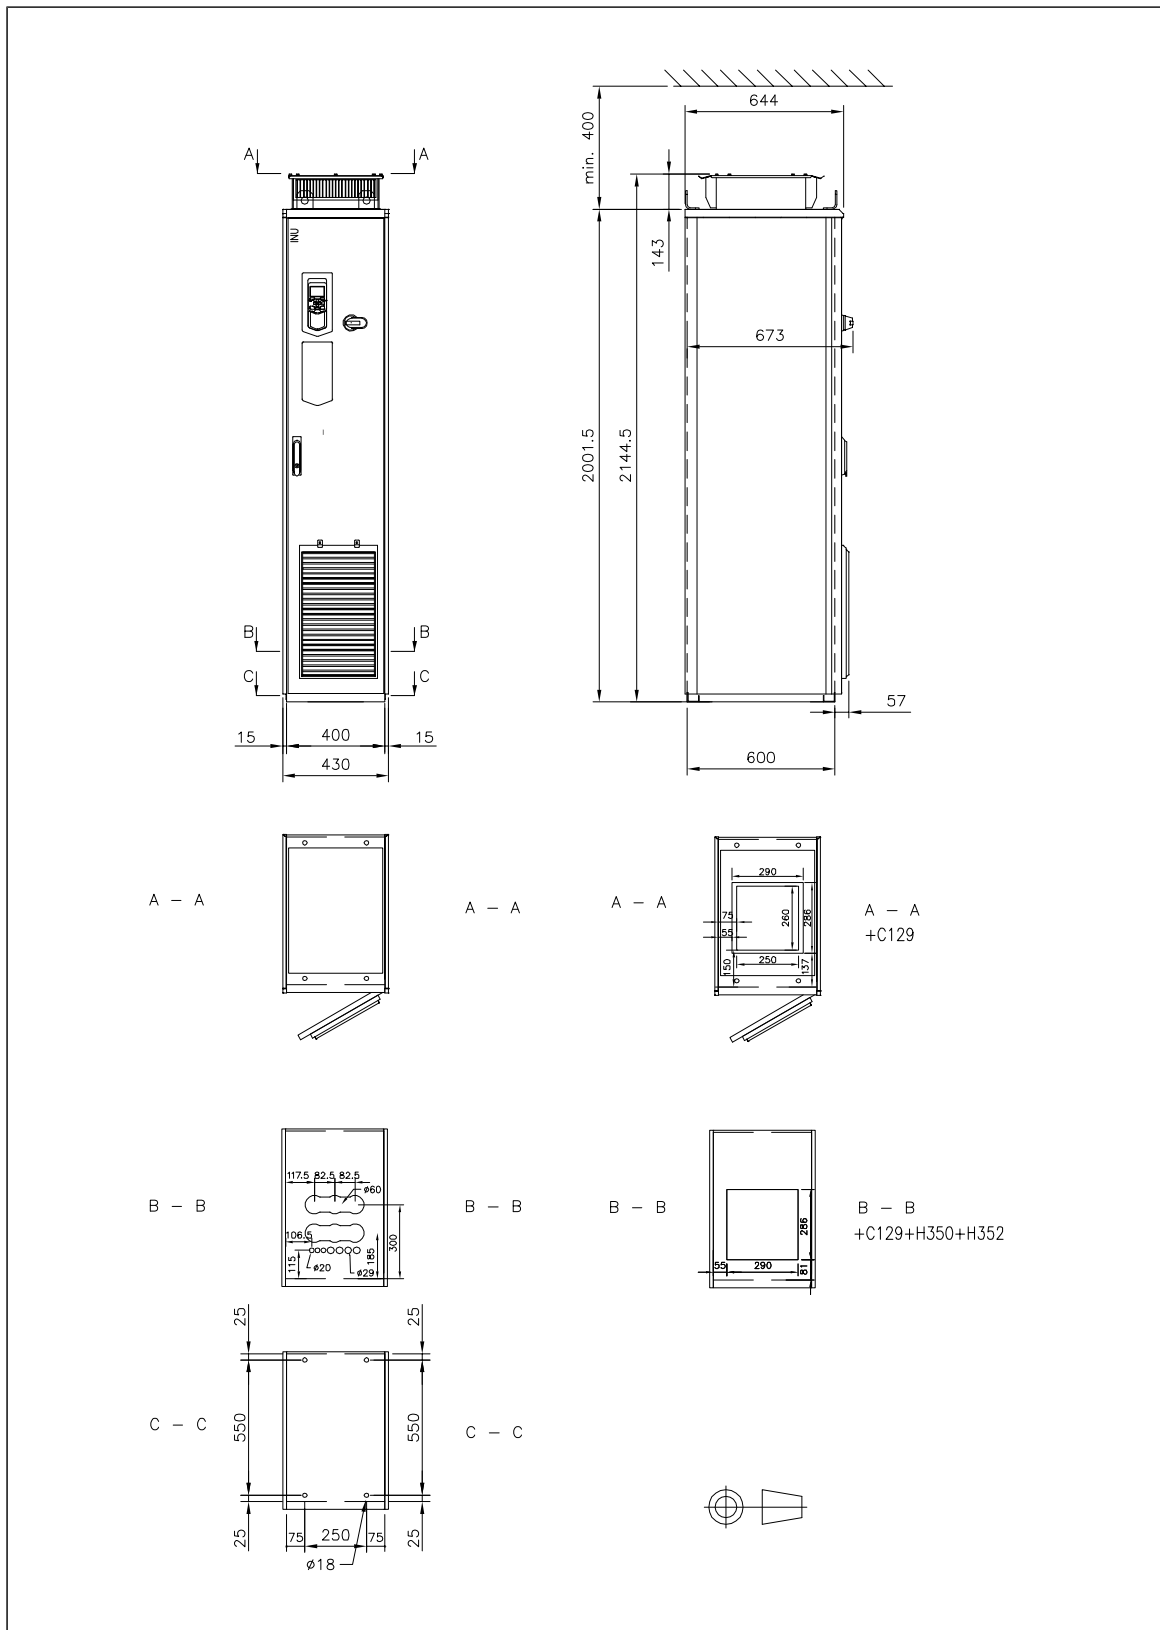 644
min. 400
A
A
143
INU
673
2001.5
2144.5
B
B
C
C
57
15
400
15
430
600
A – A
A – A
A – A
290
75
260
286
55
250
150
137
A – A
+C129
B – B
117.5
82.5
82.5
ø60
106.5
300
185
115
ø20
ø29
B – B
B – B
286
55
290
81
B – B
+C129+H350+H352
25
25
550
550
C – C
C – C
25
25
75
250
75
ø18